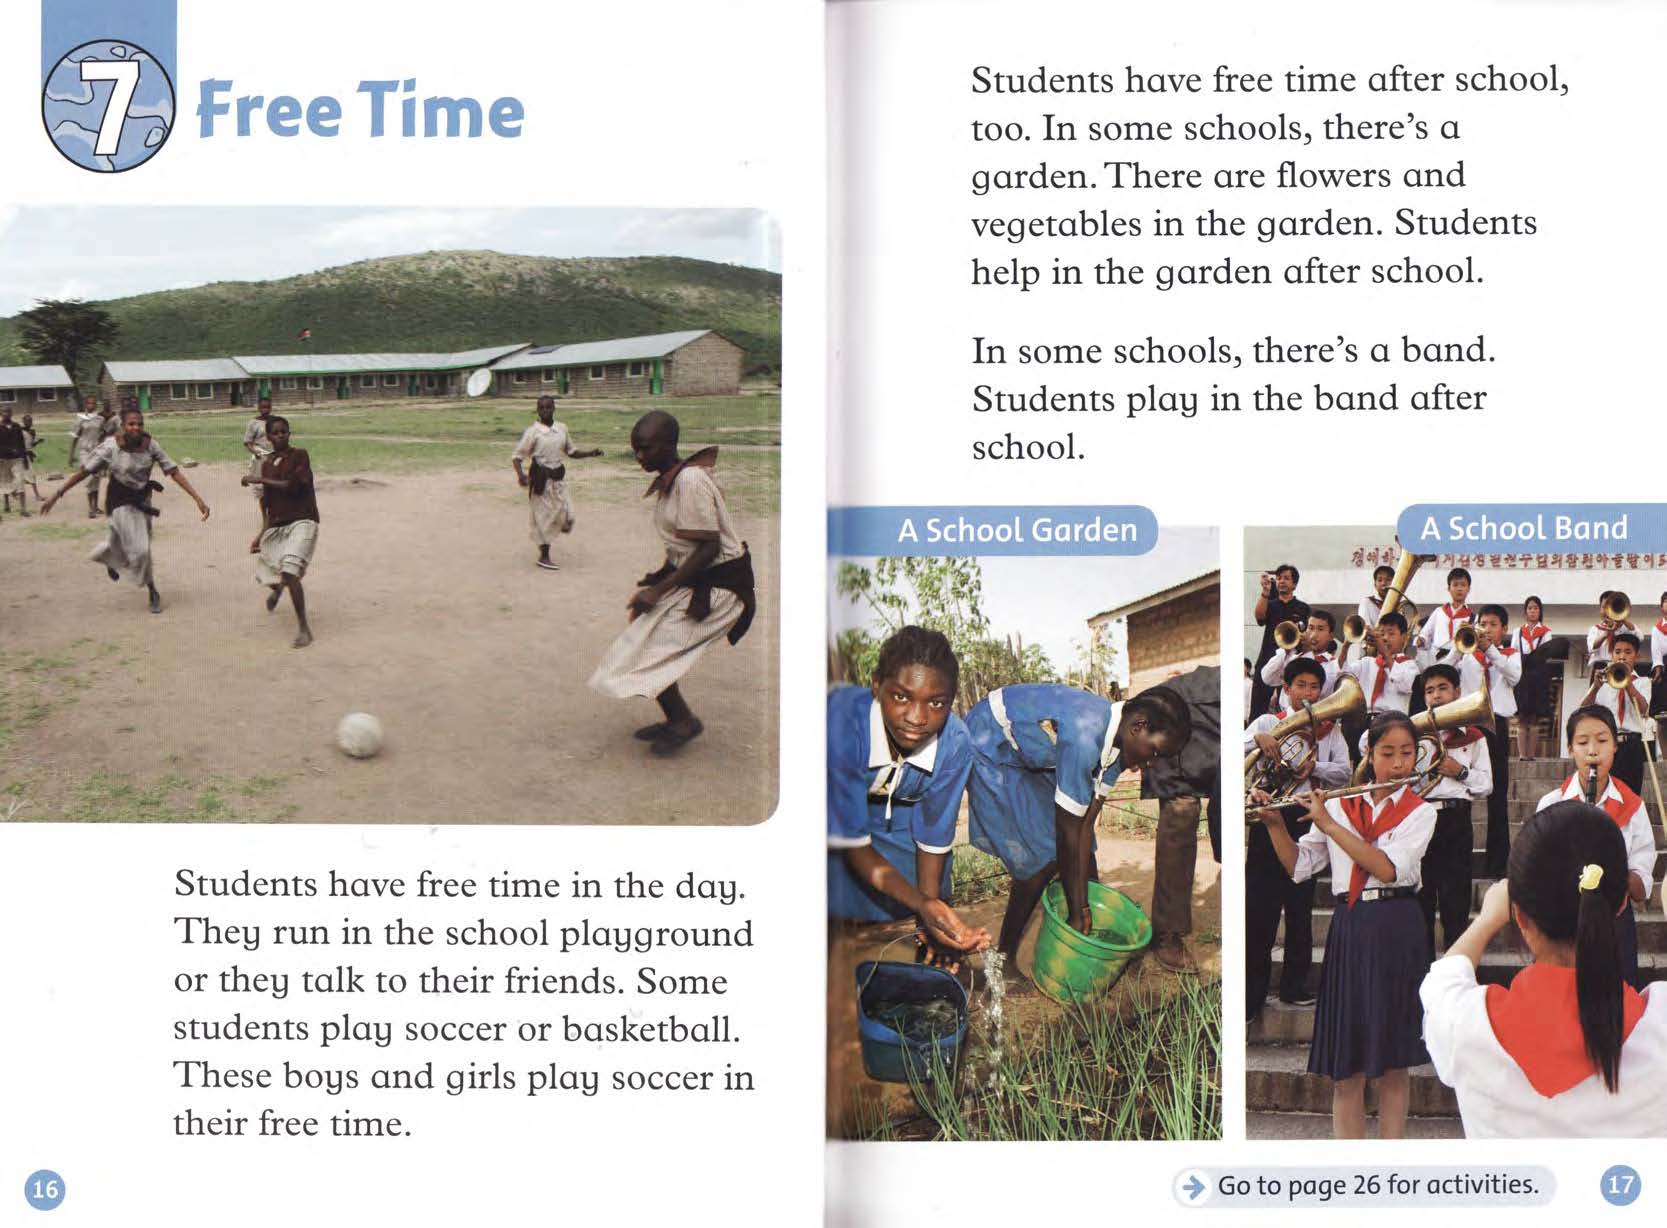 7
Free Time
Students have free time in the day.
They run in the school playground
or they talk to their friends. Some
students play soccer or basketball.
These boys and girls play soccer in
their free time.
16
Students have free time after school,
too. In some schools, there's a
garden. There are flowers and
vegetables in the garden. Students
help in the garden after school.
In some schools, there's a band.
Students play in the band after
school.
A School Garden
A School Band
Go to page 26 for activities.
17